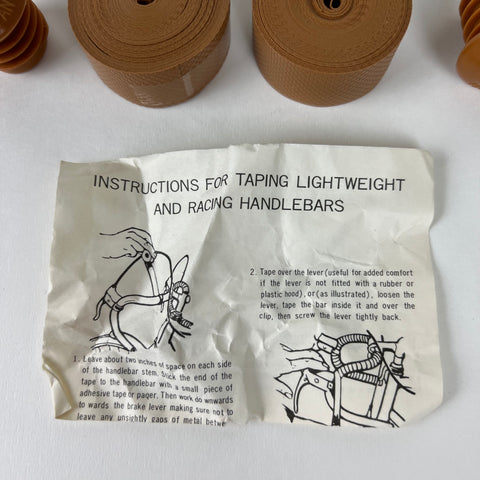 INSTRUCTIONS FOR TAPING LIGHTWEIGHT
AND RACING HANDLEBARS
2. Tape over the lever (useful for added comfort
if the lever is not fitted with a rubber or
plastic hood), or (as illustrated), loosen the
lever, tape the bar inside it and over the
clip, then screw the lever tightly back.
1. Leave about two inches of space on each side
of the handlebar stem. Stick the end of the
tape to the handlebar with a small piece of
adhesive tape or paper. Then work do wnwards
to wards the brake lever making sure not to
leave any unsightly gaps of metal betwe